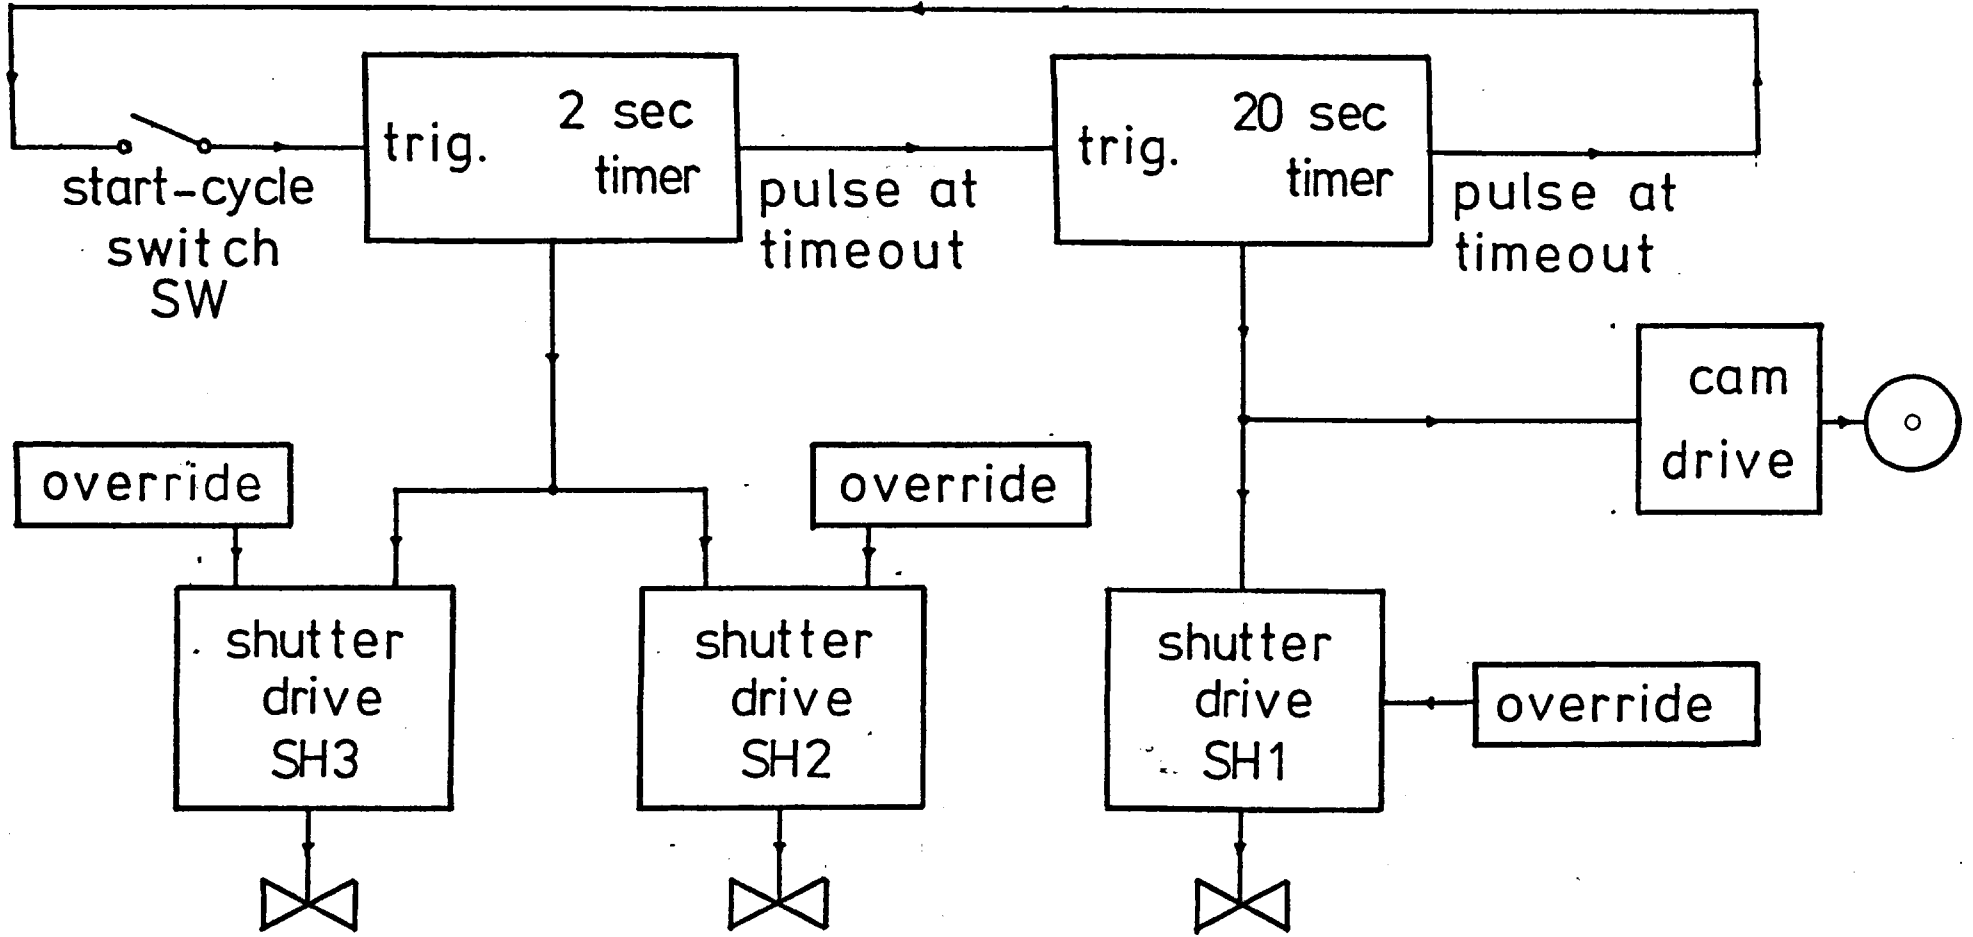 trig.
2 sec
timer
trig.
20 sec
timer
start-cycle
switch
SW
pulse at
timeout
pulse at
timeout
cam
drive
override
override
shutter
drive
SH3
shutter
drive
SH2
shutter
drive
SH1
override